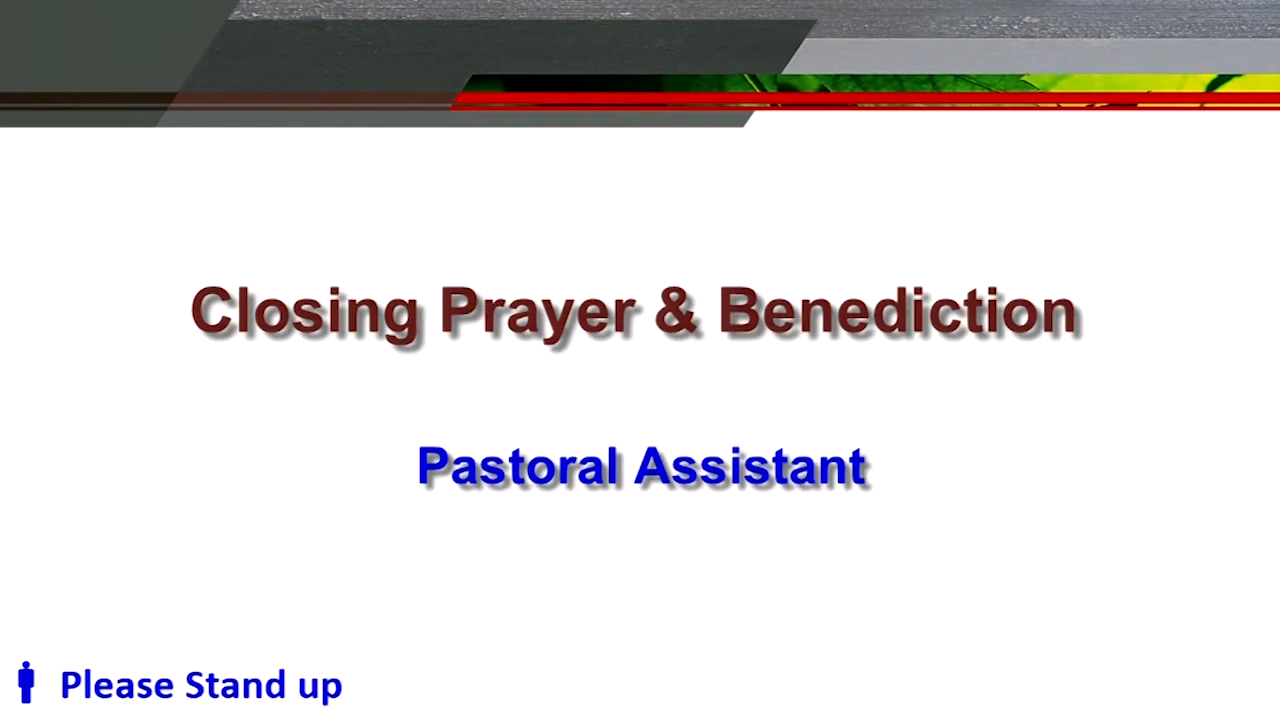 Closing Prayer & Benediction
Pastoral Assistant
Please Stand up